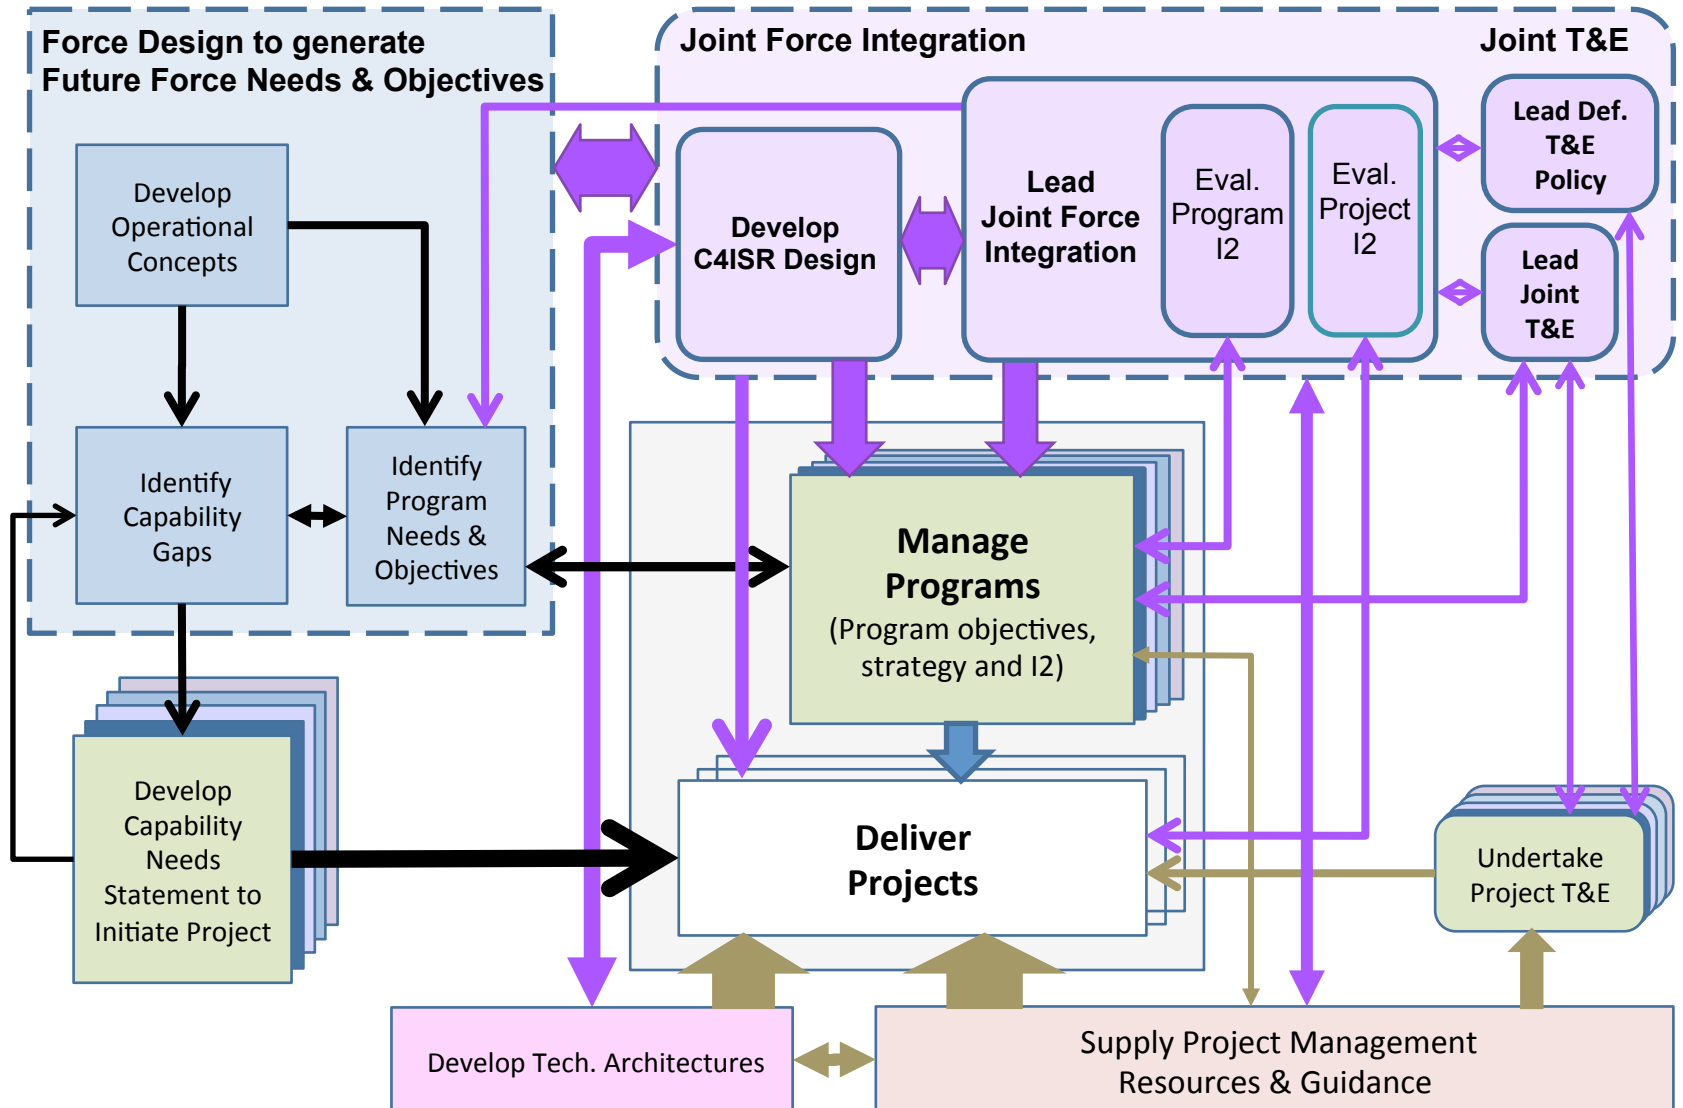 Force Design to generate
Future Force Needs & Objectives
Joint Force Integration
Joint T&E
Develop
Operational
Concepts
Identify
Capability
Gaps
Identify
Program
Needs &
Objectives
Develop
C4ISR Design
Lead
Joint Force
Integration
Eval.
Program
I2
Eval.
Project
I2
Lead Def.
T&E
Policy
Lead
Joint
T&E
Manage
Programs
(Program objectives,
strategy and I2)
Develop
Capability
Needs
Statement to
Initiate Project
Deliver
Projects
Undertake
Project T&E
Develop Tech. Architectures
Supply Project Management
Resources & Guidance